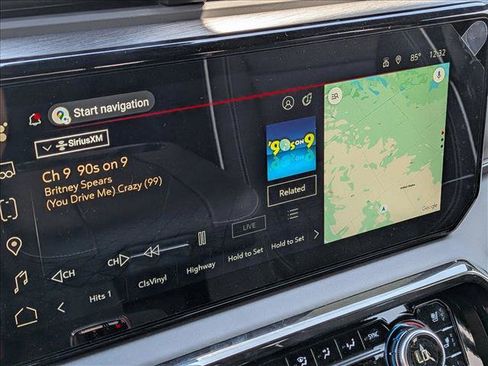 85° 12:32
Start navigation
SiriusXM
Ch 9 90s on 9
Britney Spears
(You Drive Me) Crazy (99)
'90s on 9
Related
LIVE
CH
CH
Hits 1 ClsVinyl Highway Hold to Set Hold to Set
Google
SYNC